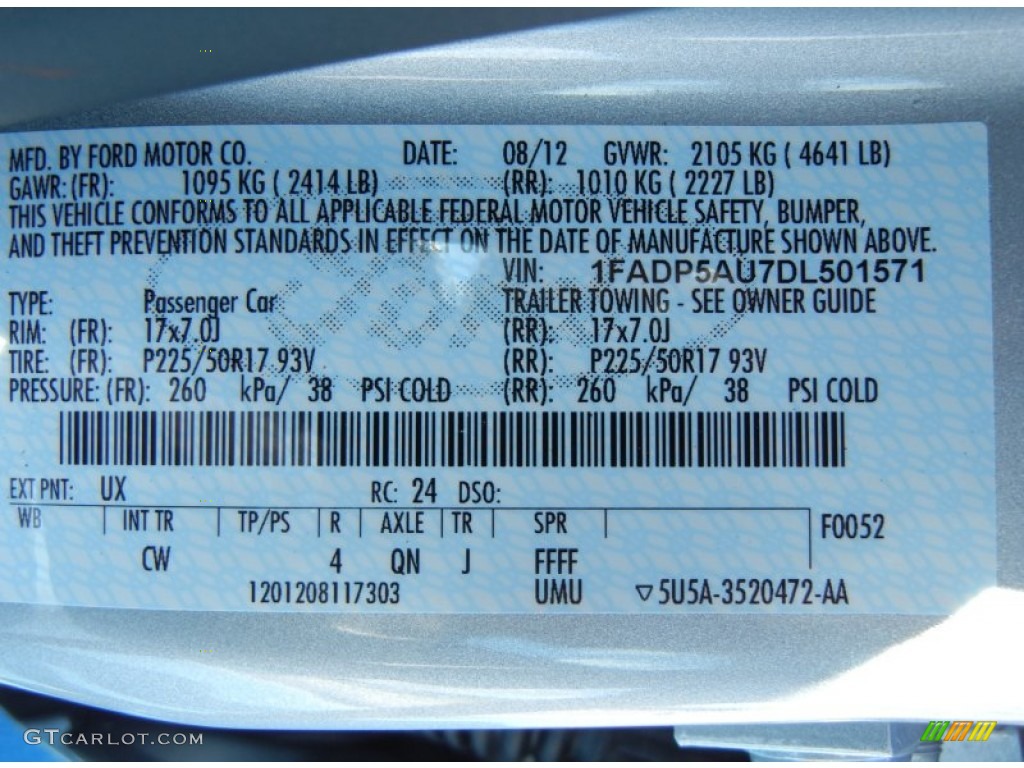 MFD. BY FORD MOTOR CO. DATE: 08/12 GVWR: 2105 KG ( 4641 LB)
GAWR: (FR): 1095 KG ( 2414 LB) (RR): 1010 KG ( 2227 LB)
THIS VEHICLE CONFORMS TO ALL APPLICABLE FEDERAL MOTOR VEHICLE SAFETY, BUMPER,
AND THEFT PREVENTION STANDARDS IN EFFECT ON THE DATE OF MANUFACTURE SHOWN ABOVE.
VIN: 1FADP5AU7DL501571
TYPE: Passenger Car TRAILER TOWING - SEE OWNER GUIDE
RIM: (FR): 17x7.0J (RR): 17x7.0J
TIRE: (FR): P225/50R17 93V (RR): P225/50R17 93V
PRESSURE: (FR): 260 kPa/ 38 PSI COLD (RR): 260 kPa/ 38 PSI COLD
EXT PNT: UX RC: 24 DSO:
WB INT TR TP/PS R AXLE TR SPR F0052
CW 4 QN J FFFF
1201208117303 UMU ▽5U5A-3520472-AA
GTCARLOT.COM